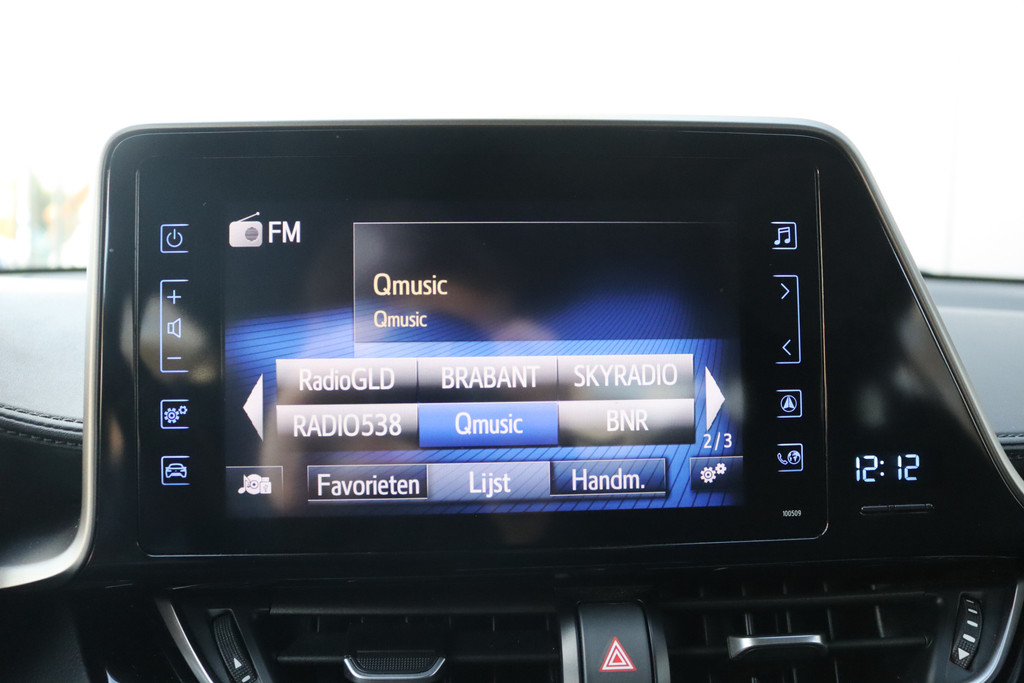 FM
Qmusic
Qmusic
RadioGLD BRABANT SKYRADIO
RADIO538 Qmusic BNR
2/3
Favorieten Lijst Handm.
12:12
100509